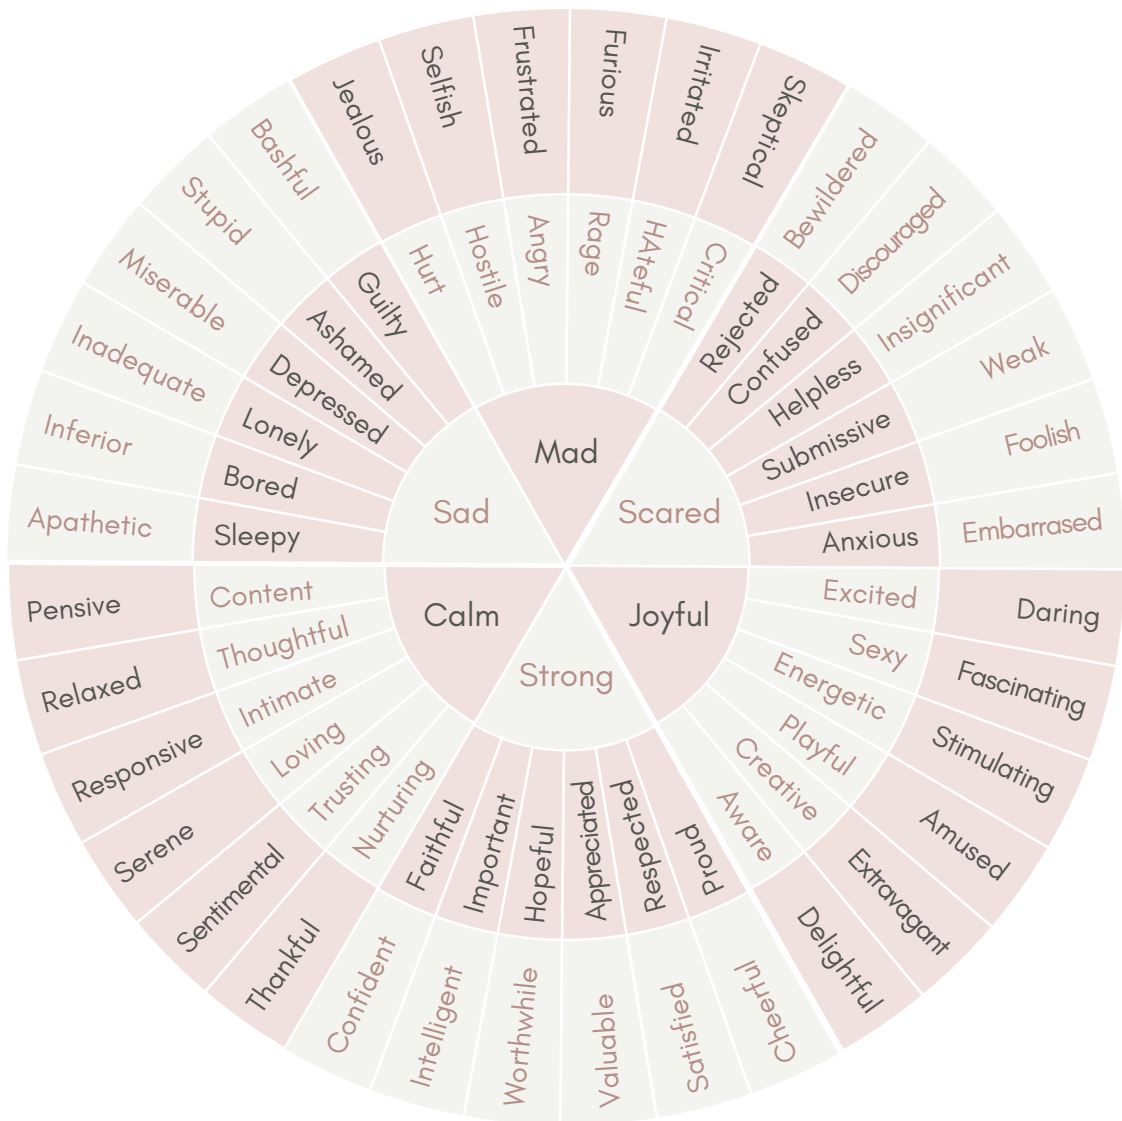 Mad
Scared
Joyful
Strong
Calm
Sad
Hurt
Hostile
Angry
Rage
HAteful
Critical
Rejected
Confused
Helpless
Submissive
Insecure
Anxious
Excited
Sexy
Energetic
Playful
Creative
Aware
Proud
Respected
Appreciated
Hopeful
Important
Faithful
Nurturing
Trusting
Loving
Intimate
Thoughtful
Content
Sleepy
Bored
Lonely
Depressed
Ashamed
Guilty
Jealous
Selfish
Frustrated
Furious
Irritated
Skeptical
Bewildered
Discouraged
Insignificant
Weak
Foolish
Embarrased
Daring
Fascinating
Stimulating
Amused
Extravagant
Delightful
Cheerful
Satisfied
Valuable
Worthwhile
Intelligent
Confident
Thankful
Sentimental
Serene
Responsive
Relaxed
Pensive
Apathetic
Inferior
Inadequate
Miserable
Stupid
Bashful